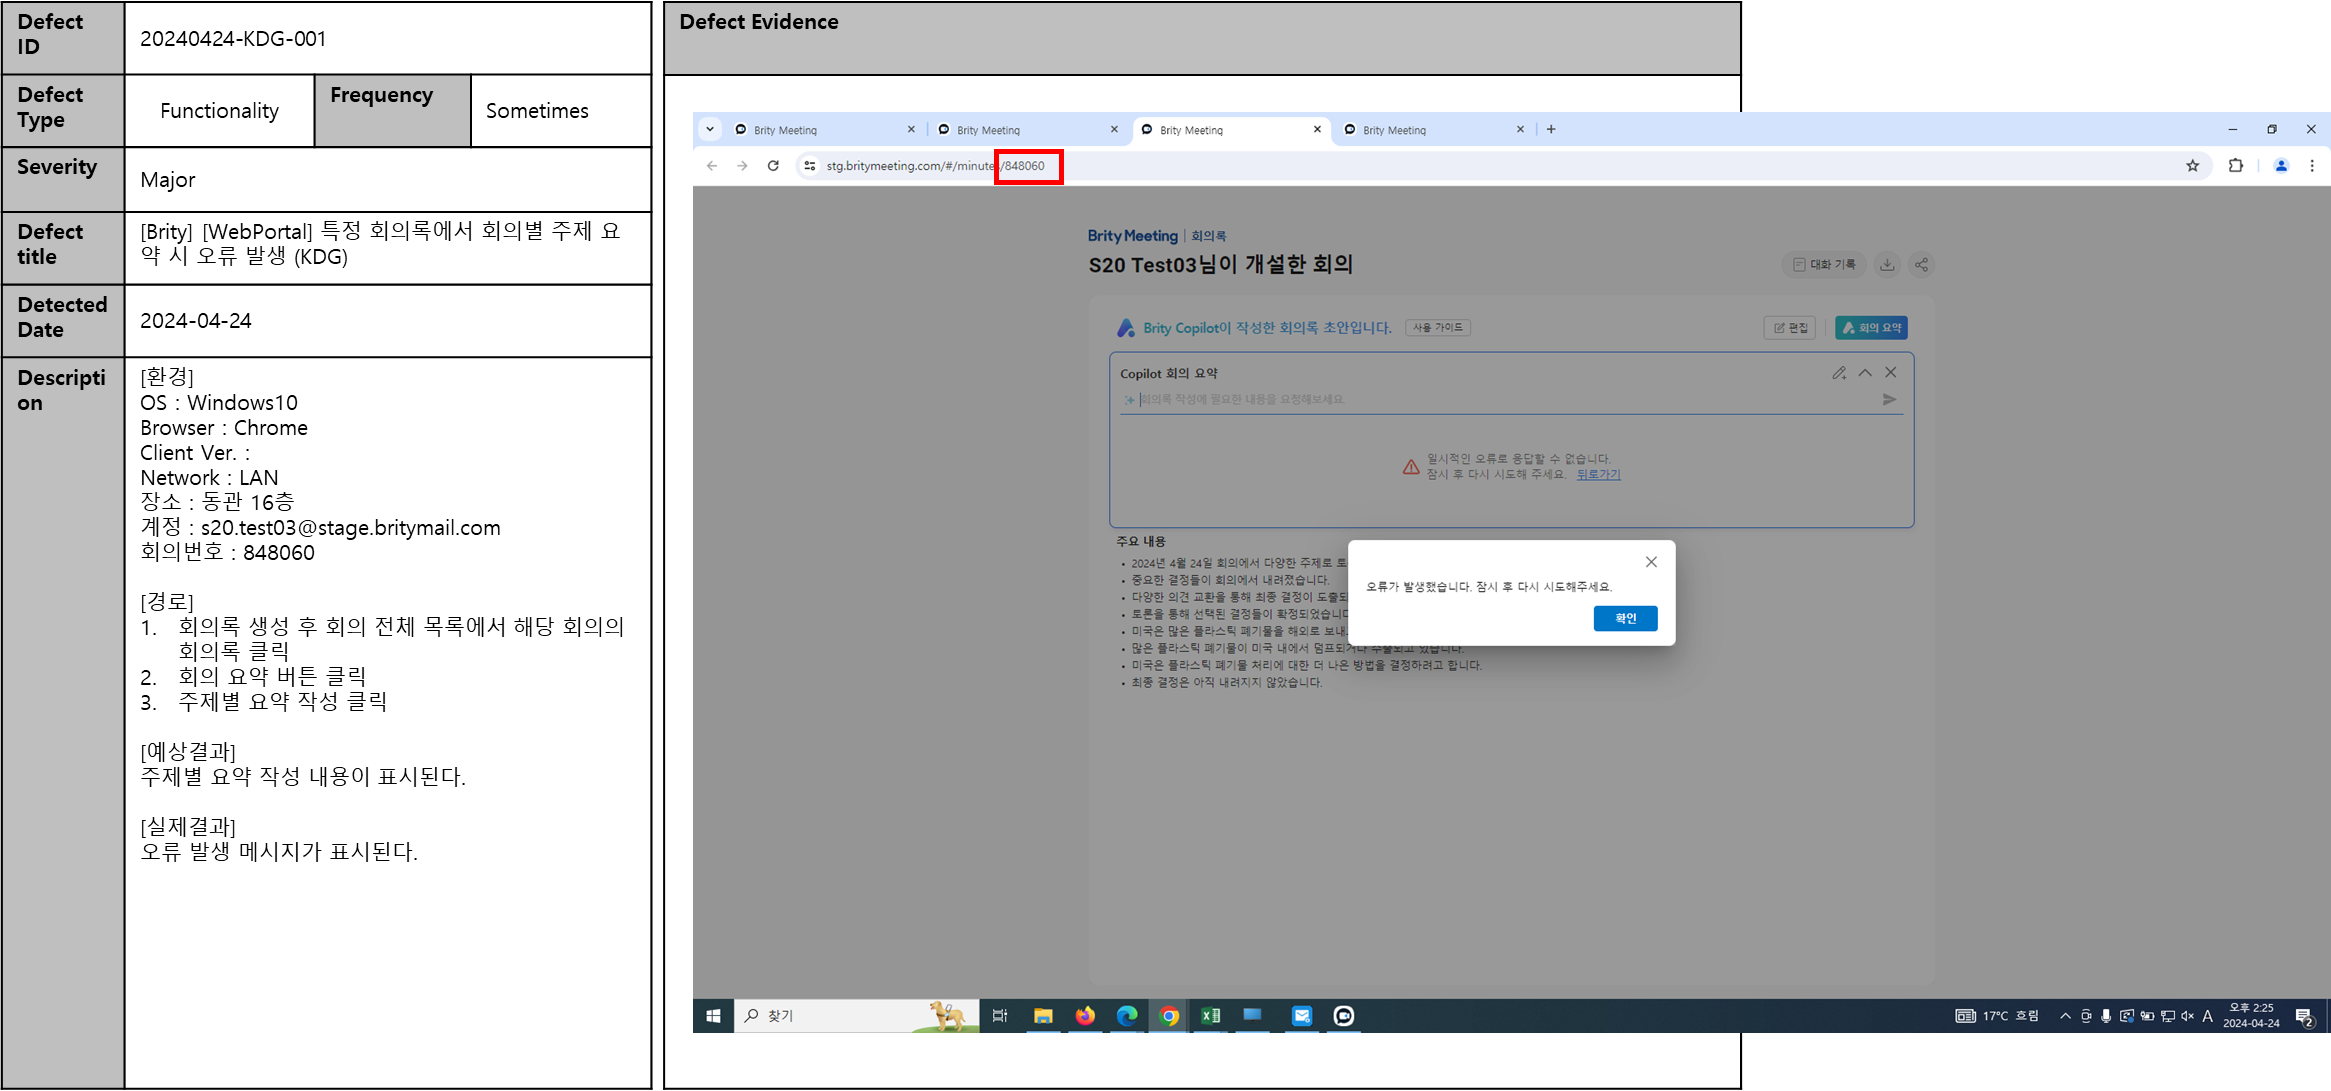 Defect
ID
20240424-KDG-001
Defect
Type
Functionality
Frequency
Sometimes
Severity
Major
Defect
title
[Brity] [WebPortal] 특정 회의록에서 회의별 주제 요
약 시 오류 발생 (KDG)
Detected
Date
2024-04-24
Descripti
on
[환경]
OS : Windows10
Browser : Chrome
Client Ver. :
Network : LAN
장소 : 동관 16층
계정 : s20.test03@stage.britymail.com
회의번호 : 848060
[경로]
1. 회의록 생성 후 회의 전체 목록에서 해당 회의의
회의록 클릭
2. 회의 요약 버튼 클릭
3. 주제별 요약 작성 클릭
[예상결과]
주제별 요약 작성 내용이 표시된다.
[실제결과]
오류 발생 메시지가 표시된다.
Defect Evidence
Brity Meeting
Brity Meeting
Brity Meeting
Brity Meeting
stg.britymeeting.com/#/minute /848060
Brity Meeting | 회의록
S20 Test03님이 개설한 회의
대화 기록
Brity Copilot이 작성한 회의록 초안입니다.
사용 가이드
편집
회의 요약
Copilot 회의 요약
회의록 작성에 필요한 내용을 요청해보세요.
일시적인 오류로 응답할 수 없습니다.
잠시 후 다시 시도해 주세요. 뒤로가기
주요 내용
• 2024년 4월 24일 회의에서 다양한 주제로 토
• 중요한 결정들이 회의에서 내려졌습니다.
• 다양한 의견 교환을 통해 최종 결정이 도출되
• 토론을 통해 선택된 결정들이 확정되었습니다
• 미국은 많은 플라스틱 폐기물을 해외로 보내
• 많은 플라스틱 폐기물이 미국 내에서 덤프되거나 수출되고 있습니다.
• 미국은 플라스틱 폐기물 처리에 대한 더 나은 방법을 결정하려고 합니다.
• 최종 결정은 아직 내려지지 않았습니다.
오류가 발생했습니다. 잠시 후 다시 시도해주세요.
확인
찾기
17°C 흐림
A
오후 2:25
2024-04-24
2